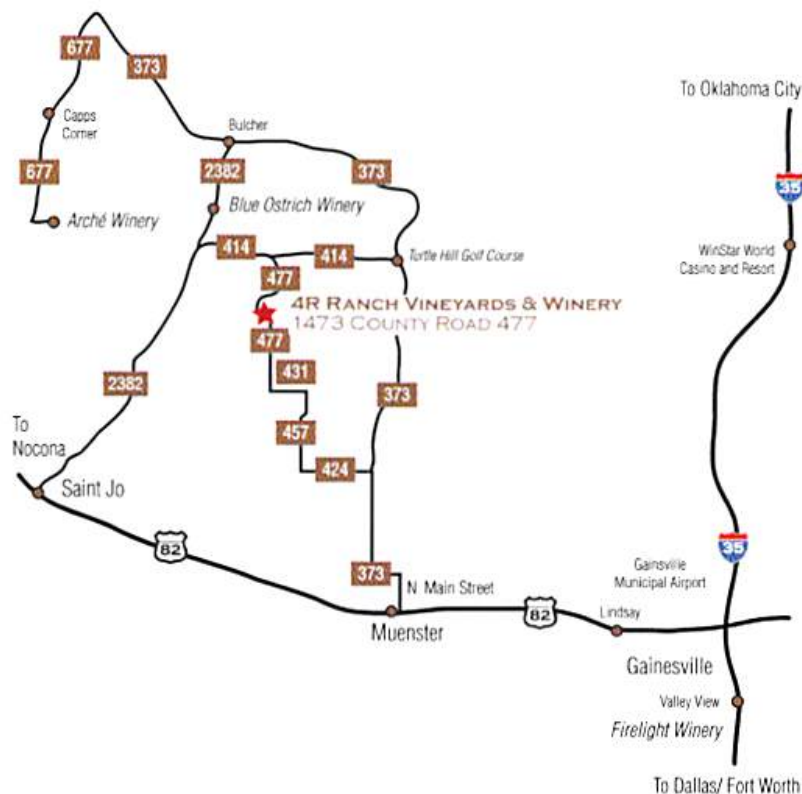 677
373
To Oklahoma City
Capps
Corner
Bulcher
677
2382
373
35
Arché Winery
Blue Ostrich Winery
414
414
Turtle Hill Golf Course
WinStar World
Casino and Resort
477
4R RANCH VINEYARDS & WINERY
1473 COUNTY ROAD 477
477
431
2382
373
To
Nocona
457
424
Saint Jo
82
35
373
N Main Street
Gainsville
Municipal Airport
82
Lindsay
Muenster
Gainesville
Valley View
Firelight Winery
To Dallas/ Fort Worth